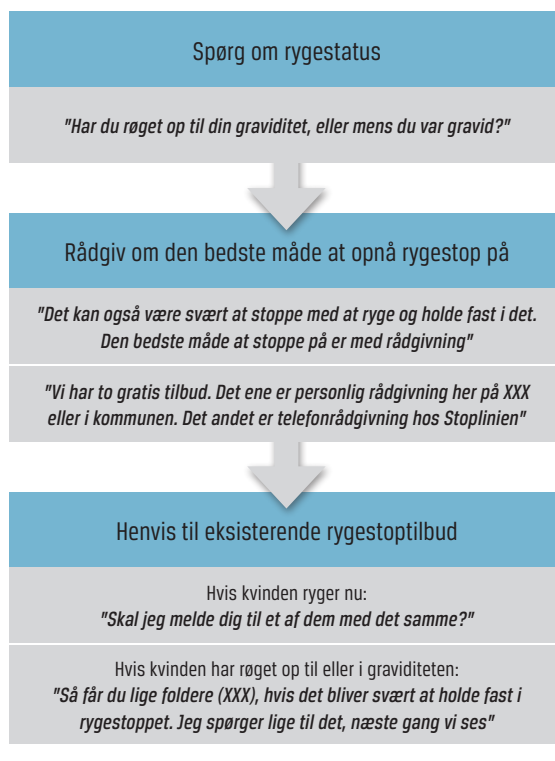 Spørg om rygestatus
"Har du røget op til din graviditet, eller mens du var gravid?"
Rådgiv om den bedste måde at opnå rygestop på
"Det kan også være svært at stoppe med at ryge og holde fast i det.
Den bedste måde at stoppe på er med rådgivning"
"Vi har to gratis tilbud. Det ene er personlig rådgivning her på XXX
eller i kommunen. Det andet er telefonrådgivning hos Stoplinien"
Henvis til eksisterende rygestoptilbud
Hvis kvinden ryger nu:
"Skal jeg melde dig til et af dem med det samme?"
Hvis kvinden har røget op til eller i graviditeten:
"Så får du lige foldere (XXX), hvis det bliver svært at holde fast i
rygestoppet. Jeg spørger lige til det, næste gang vi ses"